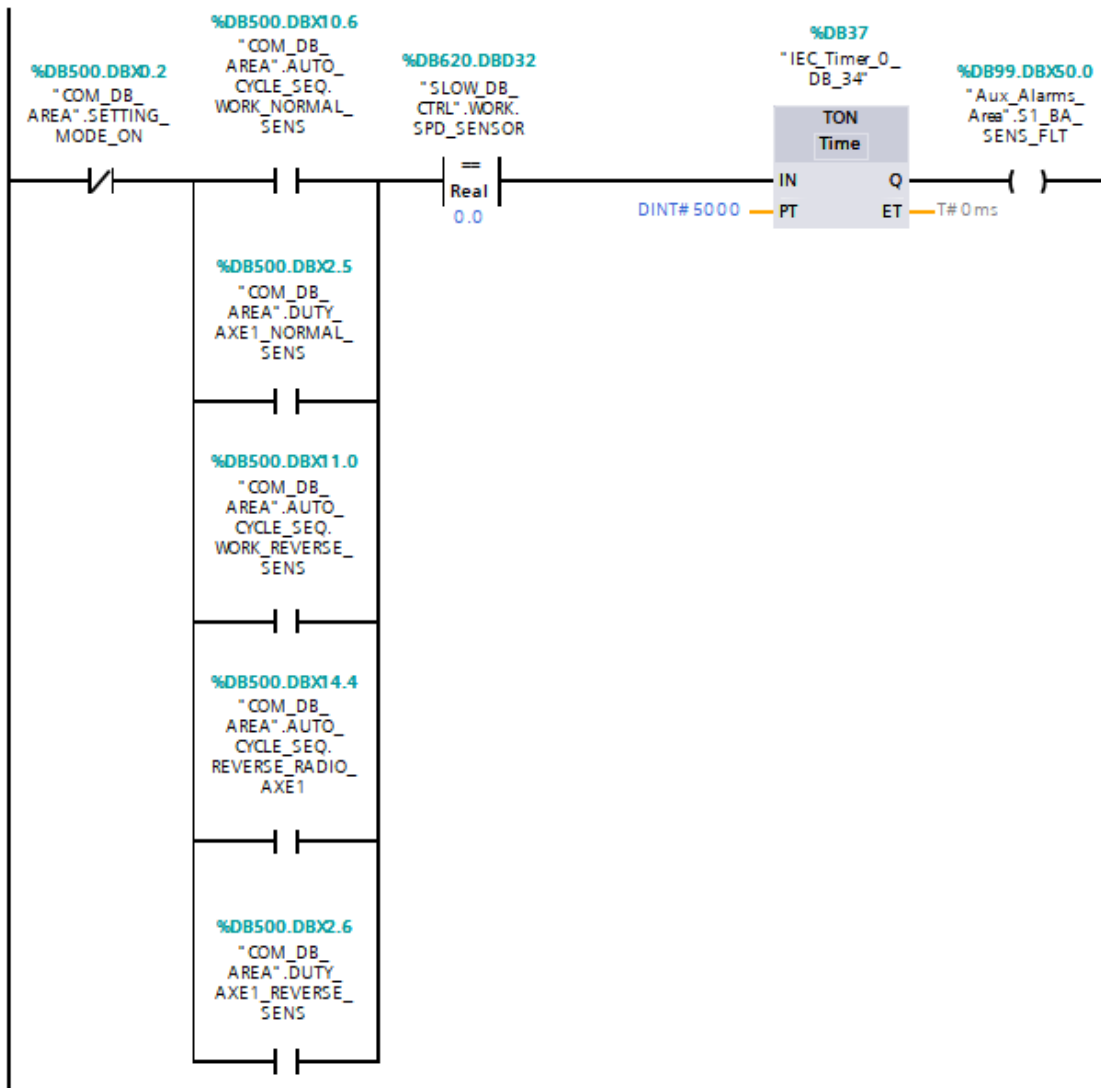 %DB500.DBX0.2
"COM_DB_
AREA".SETTING_
MODE_ON
%DB500.DBX10.6
"COM_DB_
AREA".AUTO_
CYCLE_SEQ.
WORK_NORMAL_
SENS
%DB620.DBD32
"SLOW_DB_
CTRL".WORK.
SPD_SENSOR
==
Real
0.0
%DB37
"IEC_Timer_0_
DB_34"
TON
Time
IN
Q
DINT#5000
PT
ET
T#0ms
%DB99.DBX50.0
"Aux_Alarms_
Area".S1_BA_
SENS_FLT
%DB500.DBX2.5
"COM_DB_
AREA".DUTY_
AXE1_NORMAL_
SENS
%DB500.DBX11.0
"COM_DB_
AREA".AUTO_
CYCLE_SEQ.
WORK_REVERSE_
SENS
%DB500.DBX14.4
"COM_DB_
AREA".AUTO_
CYCLE_SEQ.
REVERSE_RADIO_
AXE1
%DB500.DBX2.6
"COM_DB_
AREA".DUTY_
AXE1_REVERSE_
SENS